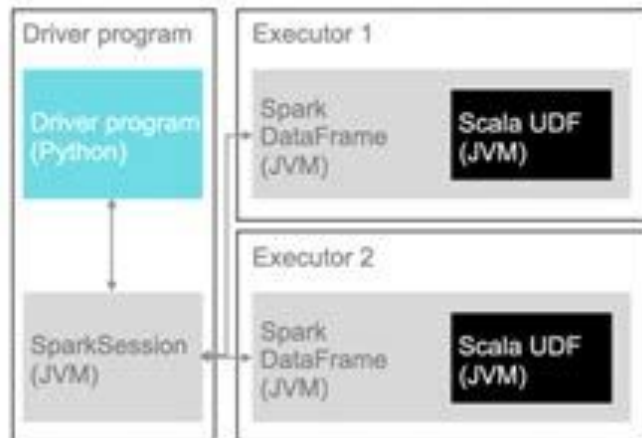 Driver program
Driver program
(Python)
SparkSession
(JVM)
Executor 1
Spark
DataFrame
(JVM)
Scala UDF
(JVM)
Executor 2
Spark
DataFrame
(JVM)
Scala UDF
(JVM)